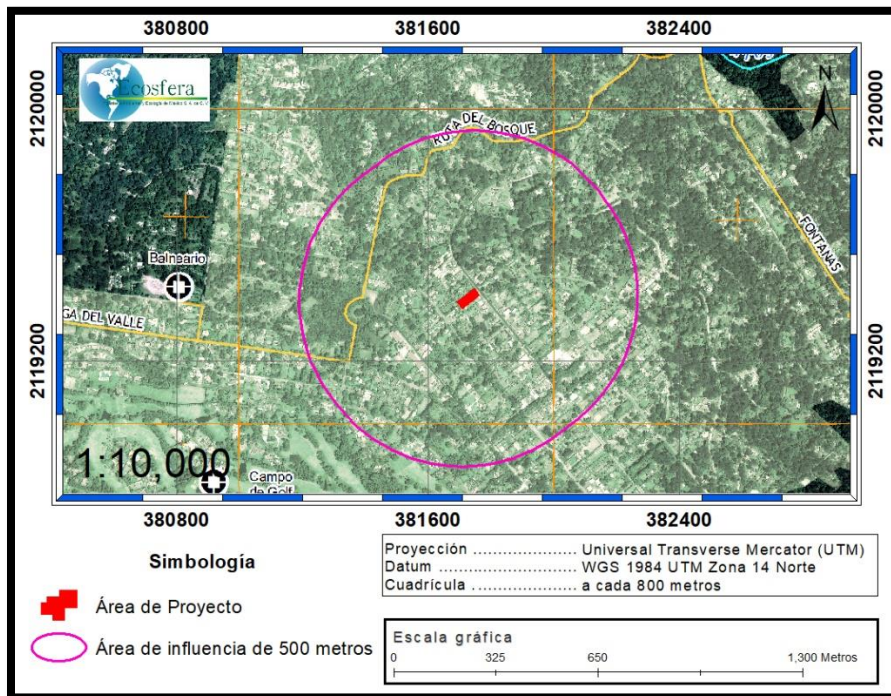 380800 381600 382400
2120000
2120000
Ecosfera
N
RUTA DEL BOSQUE
Balneario
FONTANAS
GA DEL VALLE
2119200
2119200
1:10,000
Campo
de Golf
380800 381600 382400
Simbología
Área de Proyecto
Área de influencia de 500 metros
Proyección ..................... Universal Transverse Mercator (UTM)
Datum .......................... WGS 1984 UTM Zona 14 Norte
Cuadrícula ..................... a cada 800 metros
Escala gráfica
0 325 650 1,300 Metros